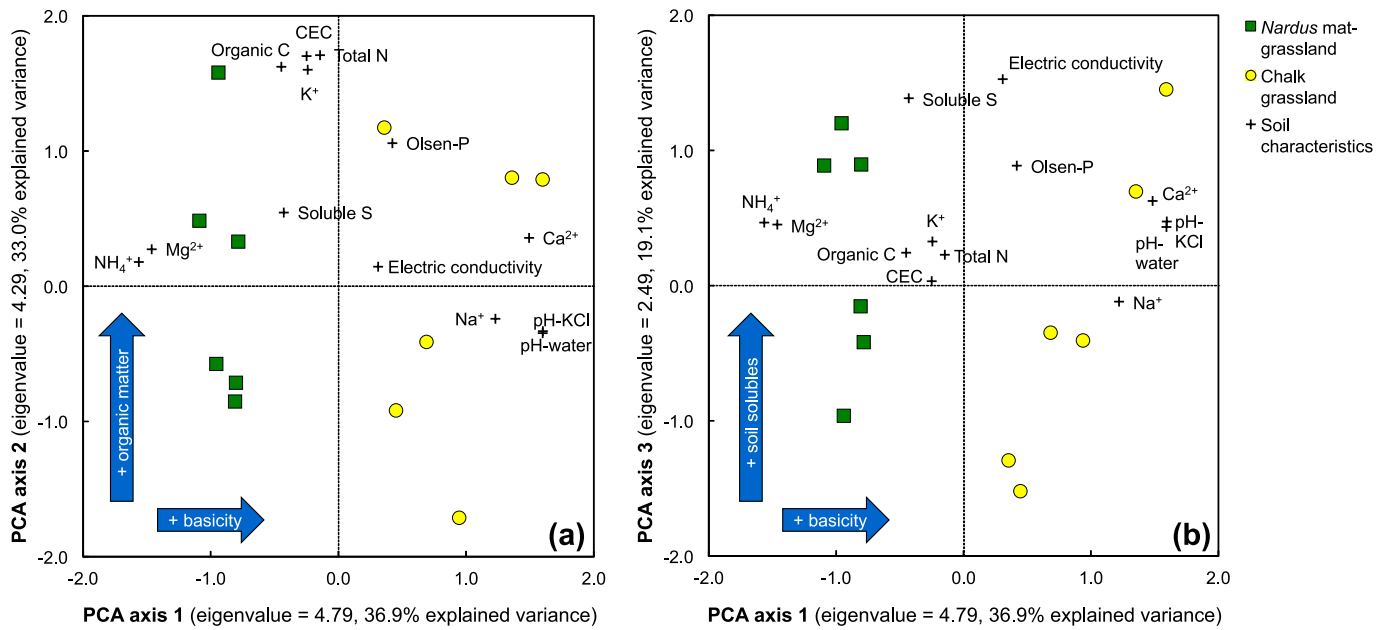 2.0
1.0
0.0
-1.0
-2.0
-2.0
-1.0
0.0
1.0
2.0
PCA axis 2 (eigenvalue = 4.29, 33.0% explained variance)
PCA axis 1 (eigenvalue = 4.79, 36.9% explained variance)
CEC
Organic C
Total N
K⁺
Olsen-P
Soluble S
Mg²⁺
NH₄⁺
Ca²⁺
Electric conductivity
Na⁺
pH-KCl
pH-water
+ organic matter
+ basicity
(a)
2.0
1.0
0.0
-1.0
-2.0
-2.0
-1.0
0.0
1.0
2.0
PCA axis 3 (eigenvalue = 2.49, 19.1% explained variance)
PCA axis 1 (eigenvalue = 4.79, 36.9% explained variance)
Electric conductivity
Soluble S
Olsen-P
NH₄⁺
Mg²⁺
K⁺
Organic C
Total N
CEC
Ca²⁺
pH-
KCl
pH-
water
Na⁺
+ soil solubles
+ basicity
(b)
Nardus mat-
grassland
Chalk
grassland
Soil
characteristics